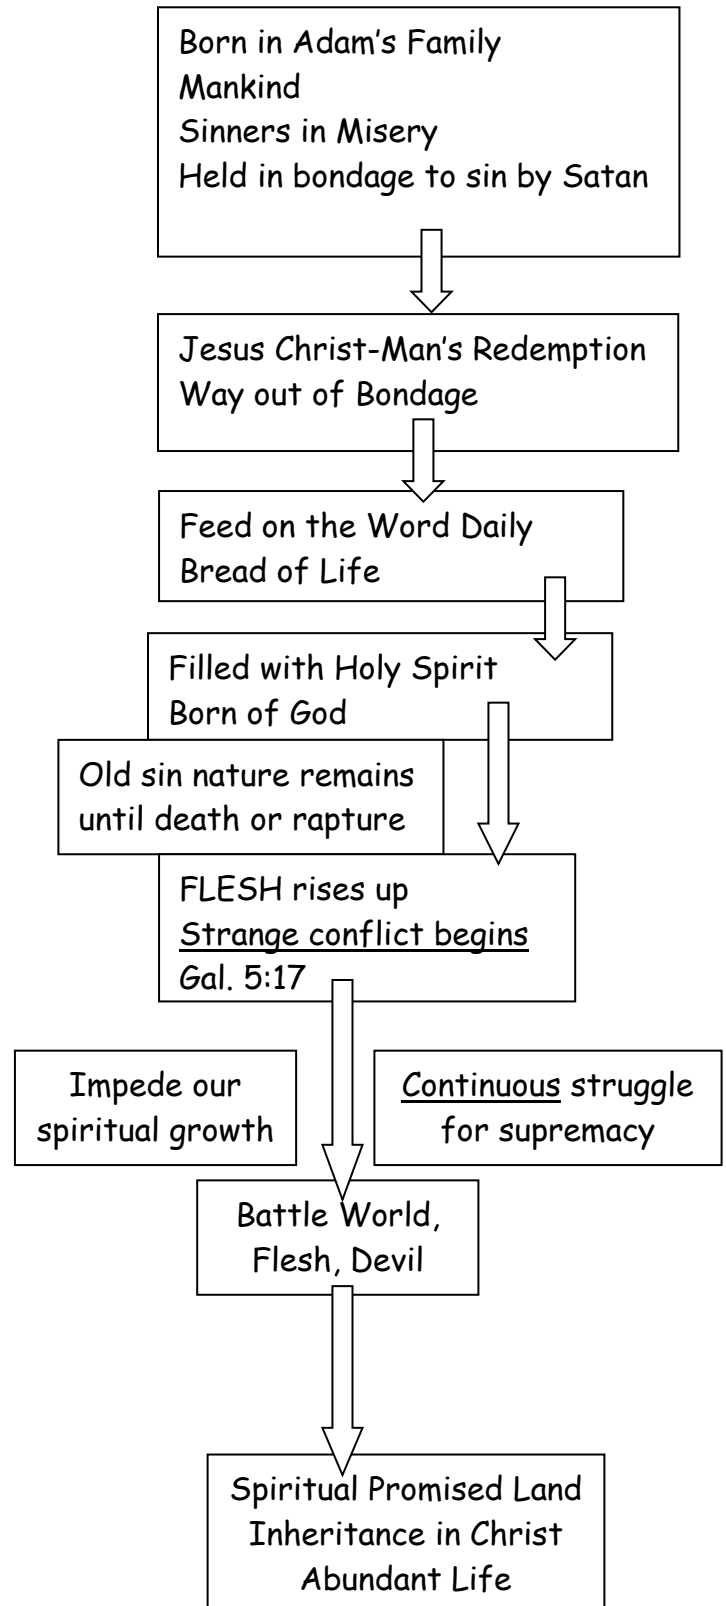 Born in Adam's Family
Mankind
Sinners in Misery
Held in bondage to sin by Satan
Jesus Christ-Man's Redemption
Way out of Bondage
Feed on the Word Daily
Bread of Life
Filled with Holy Spirit
Born of God
Old sin nature remains
until death or rapture
FLESH rises up
Strange conflict begins
Gal. 5:17
Impede our
spiritual growth
Continuous struggle
for supremacy
Battle World,
Flesh, Devil
Spiritual Promised Land
Inheritance in Christ
Abundant Life